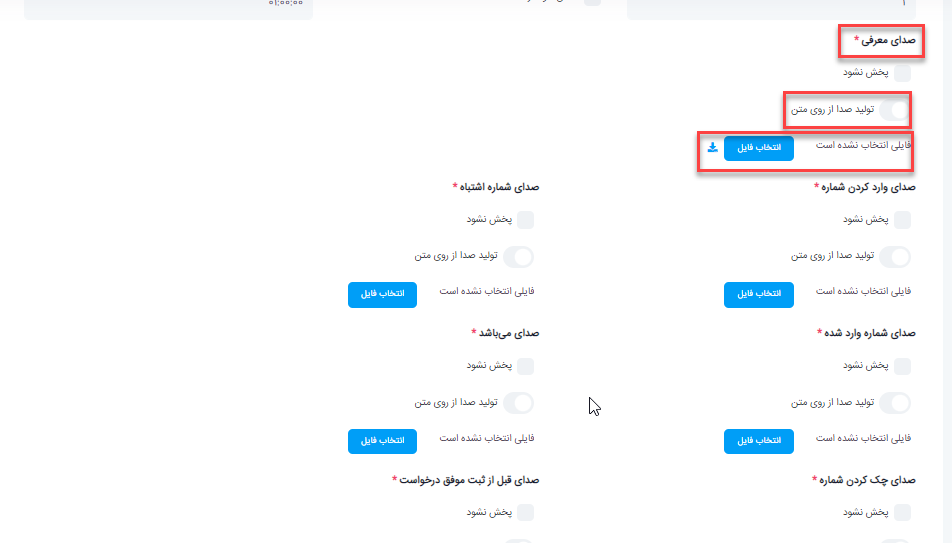 ۱
۰۱:۰۰:۰۰
صدای معرفی *
پخش نشود
تولید صدا از روی متن
فایلی انتخاب نشده است انتخاب فایل
صدای وارد کردن شماره * صدای شماره اشتباه *
پخش نشود پخش نشود
تولید صدا از روی متن تولید صدا از روی متن
فایلی انتخاب نشده است انتخاب فایل فایلی انتخاب نشده است انتخاب فایل
صدای شماره وارد شده * صدای می‌باشد *
پخش نشود پخش نشود
تولید صدا از روی متن تولید صدا از روی متن
فایلی انتخاب نشده است انتخاب فایل فایلی انتخاب نشده است انتخاب فایل
صدای چک کردن شماره * صدای قبل از ثبت موفق درخواست *
پخش نشود پخش نشود